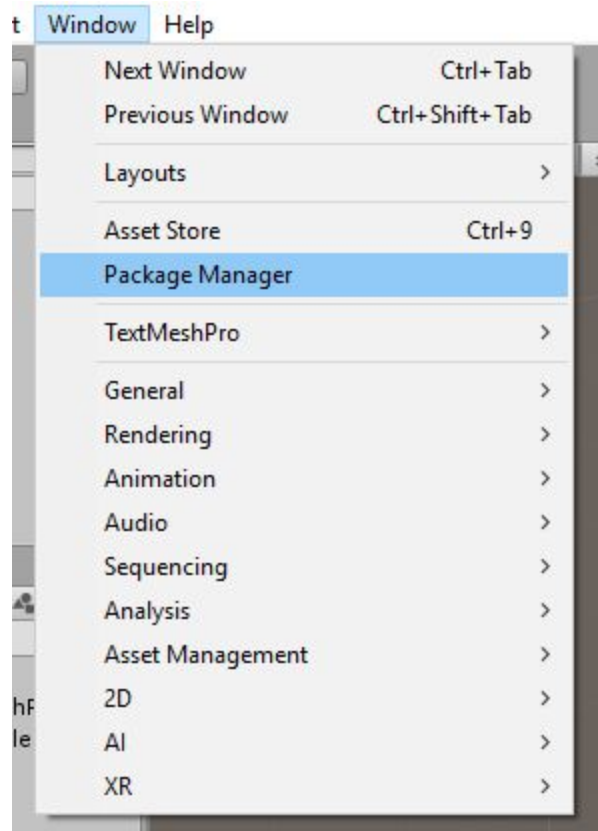 t Window Help
Next Window Ctrl+Tab
Previous Window Ctrl+Shift+Tab
Layouts >
Asset Store Ctrl+9
Package Manager
TextMeshPro >
General >
Rendering >
Animation >
Audio >
Sequencing >
Analysis >
Asset Management >
2D >
AI >
XR >